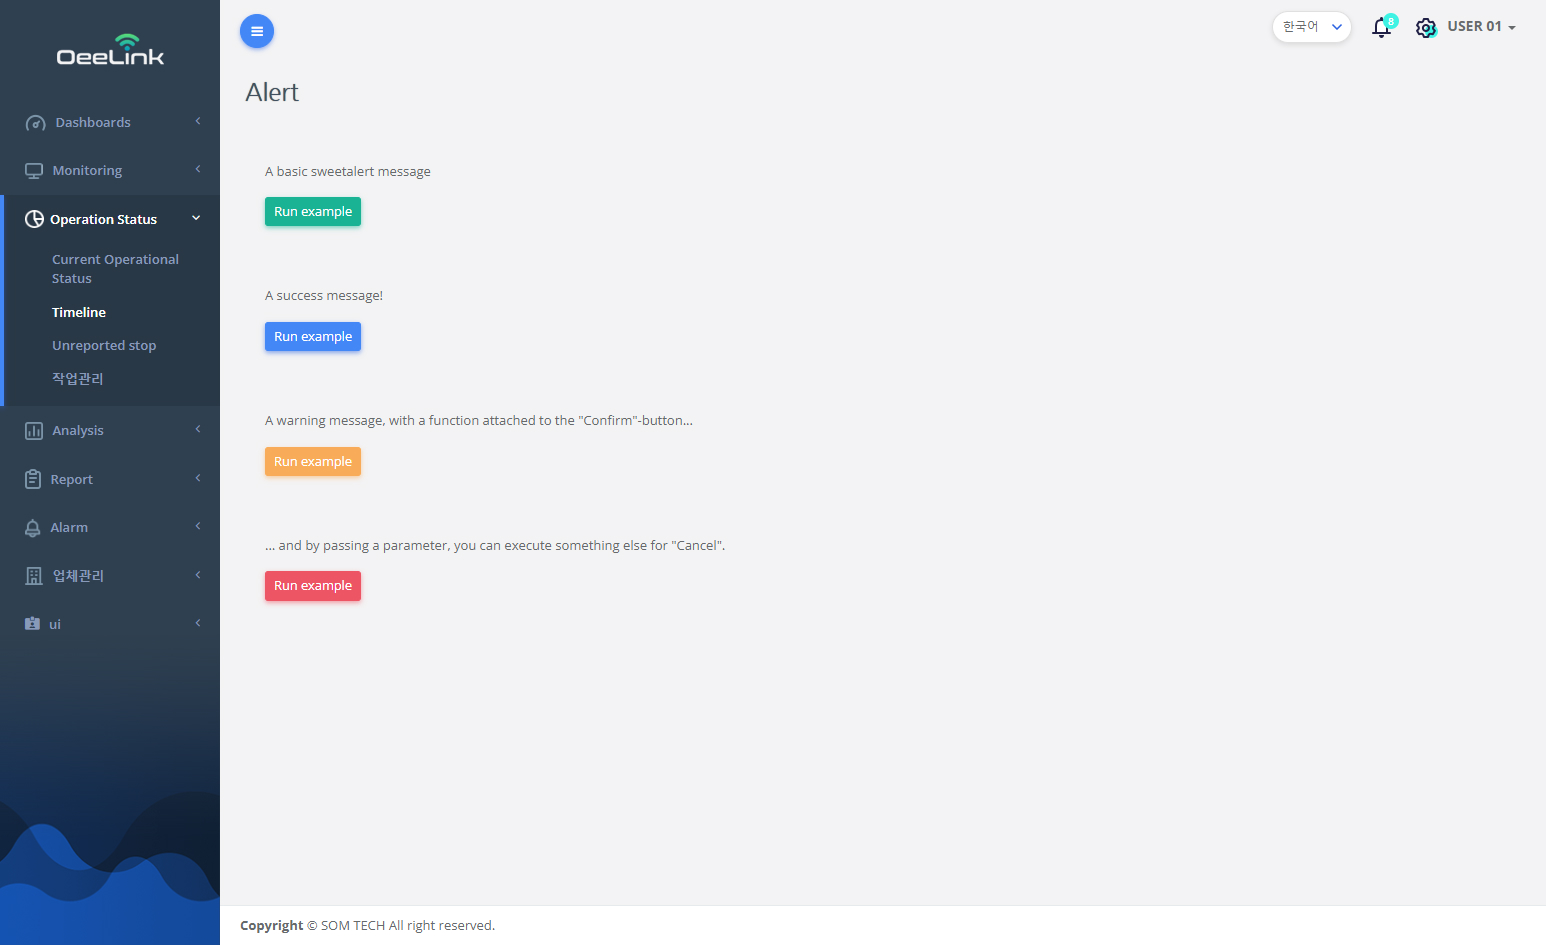 OeeLink
Dashboards
Monitoring
Operation Status
Current Operational
Status
Timeline
Unreported stop
작업관리
Analysis
Report
Alarm
업체관리
ui
한국어
8
USER 01
Alert
A basic sweetalert message
Run example
A success message!
Run example
A warning message, with a function attached to the "Confirm"-button...
Run example
... and by passing a parameter, you can execute something else for "Cancel".
Run example
Copyright © SOM TECH All right reserved.